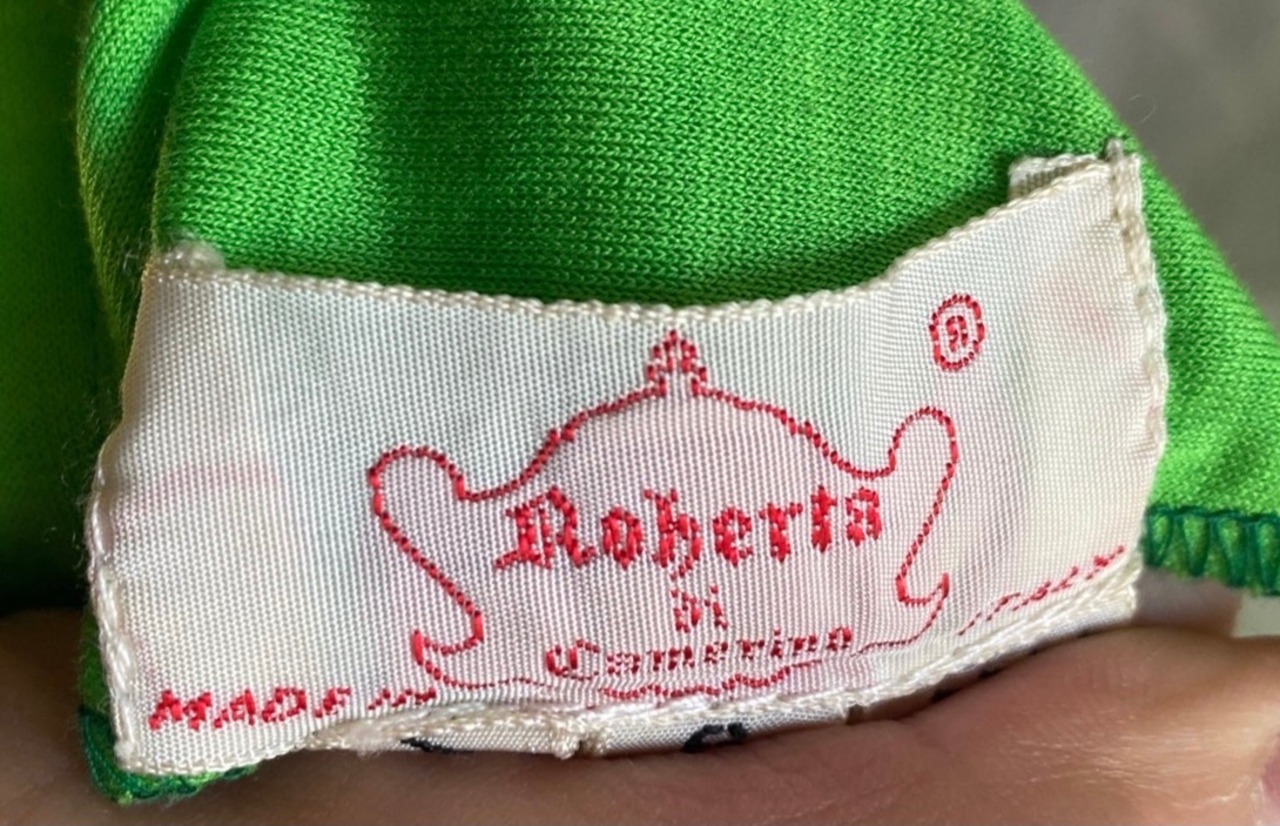 ®
Roberta
di
Camerino
MADE IN ITALY